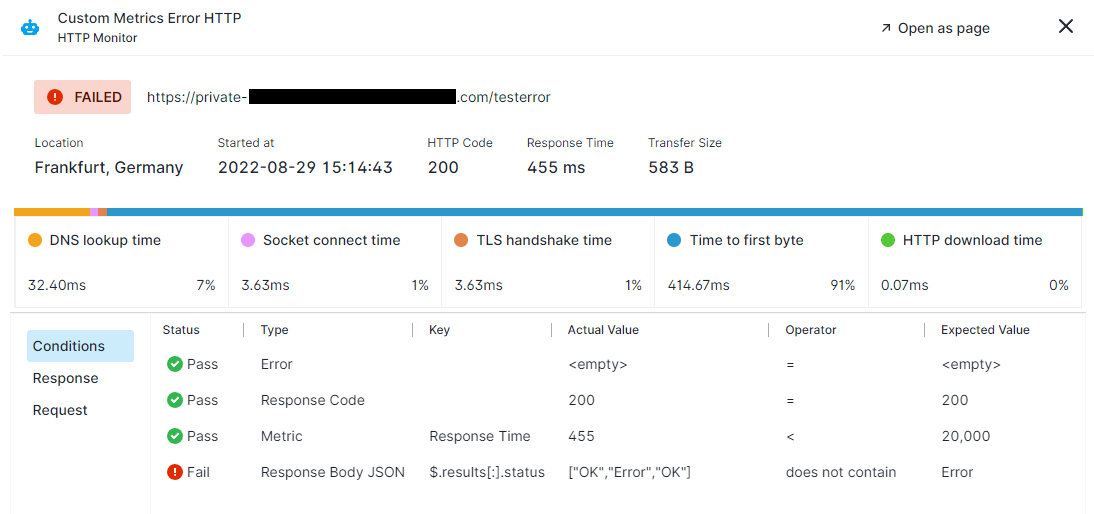 Custom Metrics Error HTTP
HTTP Monitor
Open as page
FAILED https://private- .com/testerror
Location Started at HTTP Code Response Time Transfer Size
Frankfurt, Germany 2022-08-29 15:14:43 200 455 ms 583 B
DNS lookup time Socket connect time TLS handshake time Time to first byte HTTP download time
32.40ms 7% 3.63ms 1% 3.63ms 1% 414.67ms 91% 0.07ms 0%
Conditions
Response
Request
Status Type Key Actual Value Operator Expected Value
Pass Error <empty> = <empty>
Pass Response Code 200 = 200
Pass Metric Response Time 455 < 20,000
Fail Response Body JSON $.results[:].status ["OK","Error","OK"] does not contain Error